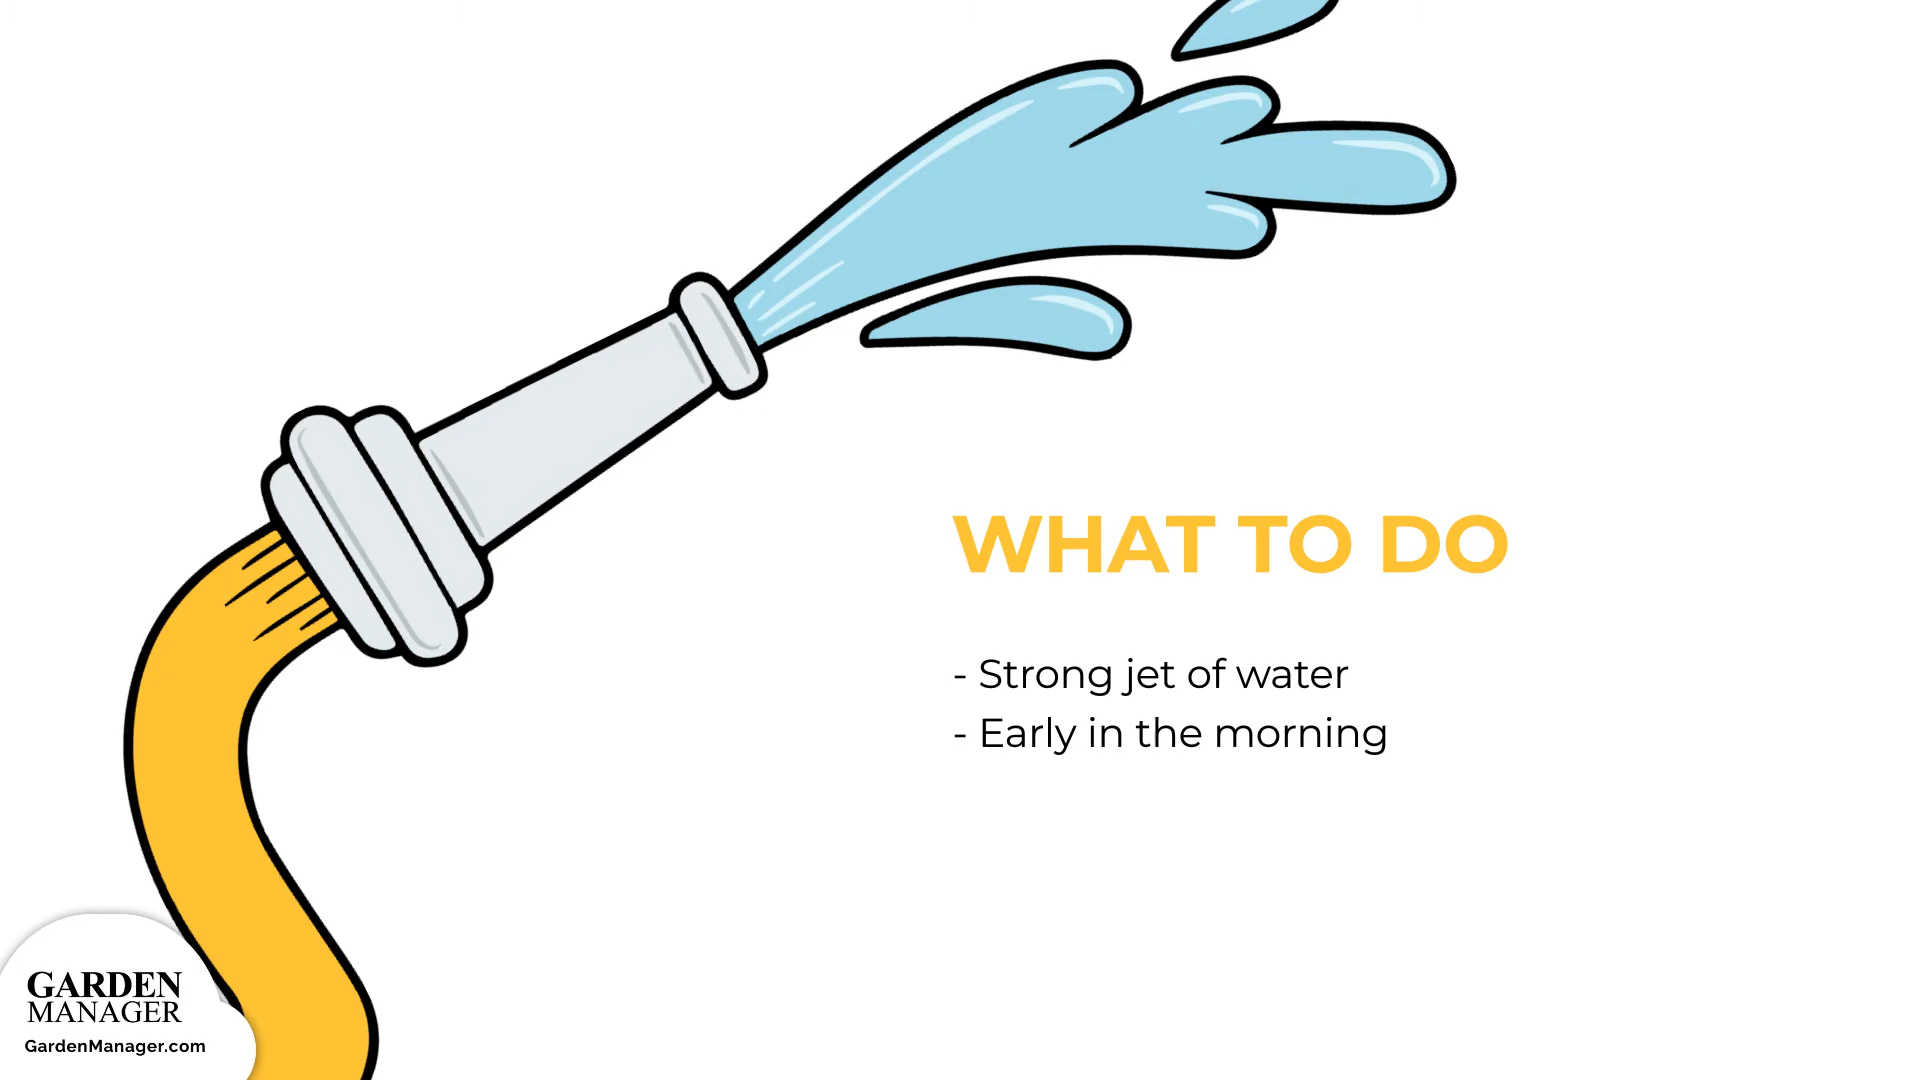 WHAT TO DO
- Strong jet of water
- Early in the morning
GARDEN
MANAGER
GardenManager.com